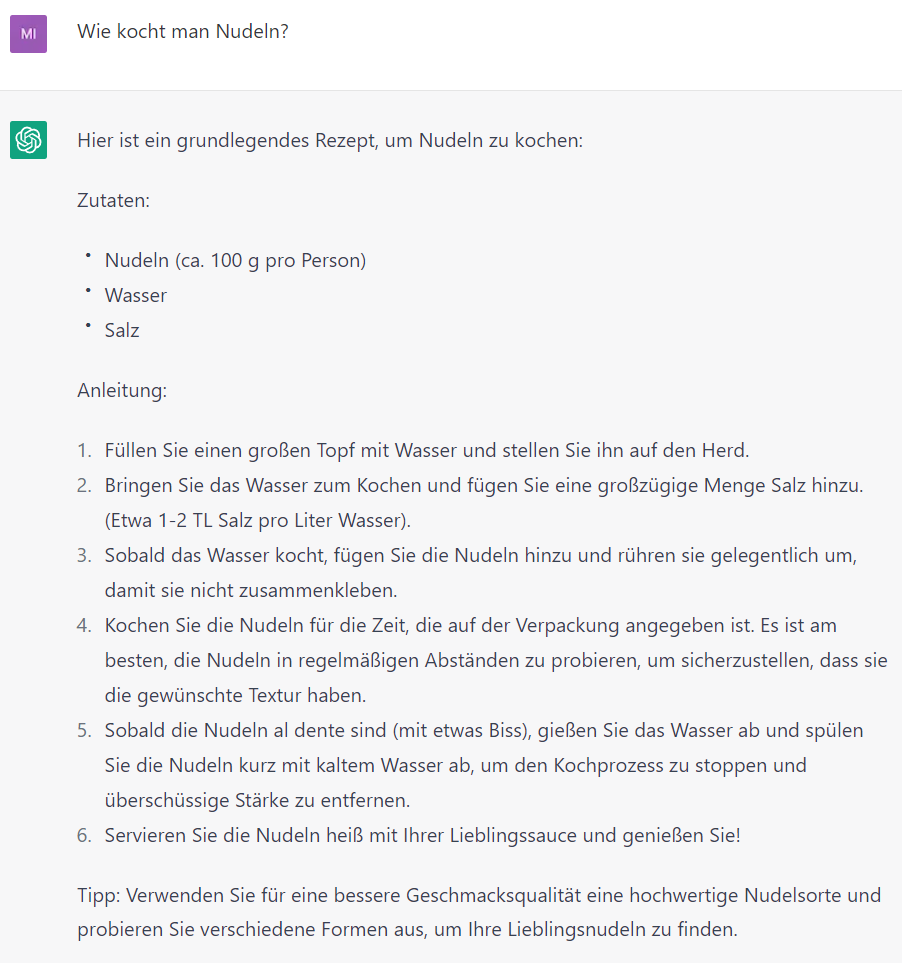 MI
Wie kocht man Nudeln?
Hier ist ein grundlegendes Rezept, um Nudeln zu kochen:
Zutaten:
• Nudeln (ca. 100 g pro Person)
• Wasser
• Salz
Anleitung:
1. Füllen Sie einen großen Topf mit Wasser und stellen Sie ihn auf den Herd.
2. Bringen Sie das Wasser zum Kochen und fügen Sie eine großzügige Menge Salz hinzu.
(Etwa 1-2 TL Salz pro Liter Wasser).
3. Sobald das Wasser kocht, fügen Sie die Nudeln hinzu und rühren sie gelegentlich um,
damit sie nicht zusammenkleben.
4. Kochen Sie die Nudeln für die Zeit, die auf der Verpackung angegeben ist. Es ist am
besten, die Nudeln in regelmäßigen Abständen zu probieren, um sicherzustellen, dass sie
die gewünschte Textur haben.
5. Sobald die Nudeln al dente sind (mit etwas Biss), gießen Sie das Wasser ab und spülen
Sie die Nudeln kurz mit kaltem Wasser ab, um den Kochprozess zu stoppen und
überschüssige Stärke zu entfernen.
6. Servieren Sie die Nudeln heiß mit Ihrer Lieblingssauce und genießen Sie!
Tipp: Verwenden Sie für eine bessere Geschmacksqualität eine hochwertige Nudelsorte und
probieren Sie verschiedene Formen aus, um Ihre Lieblingsnudeln zu finden.